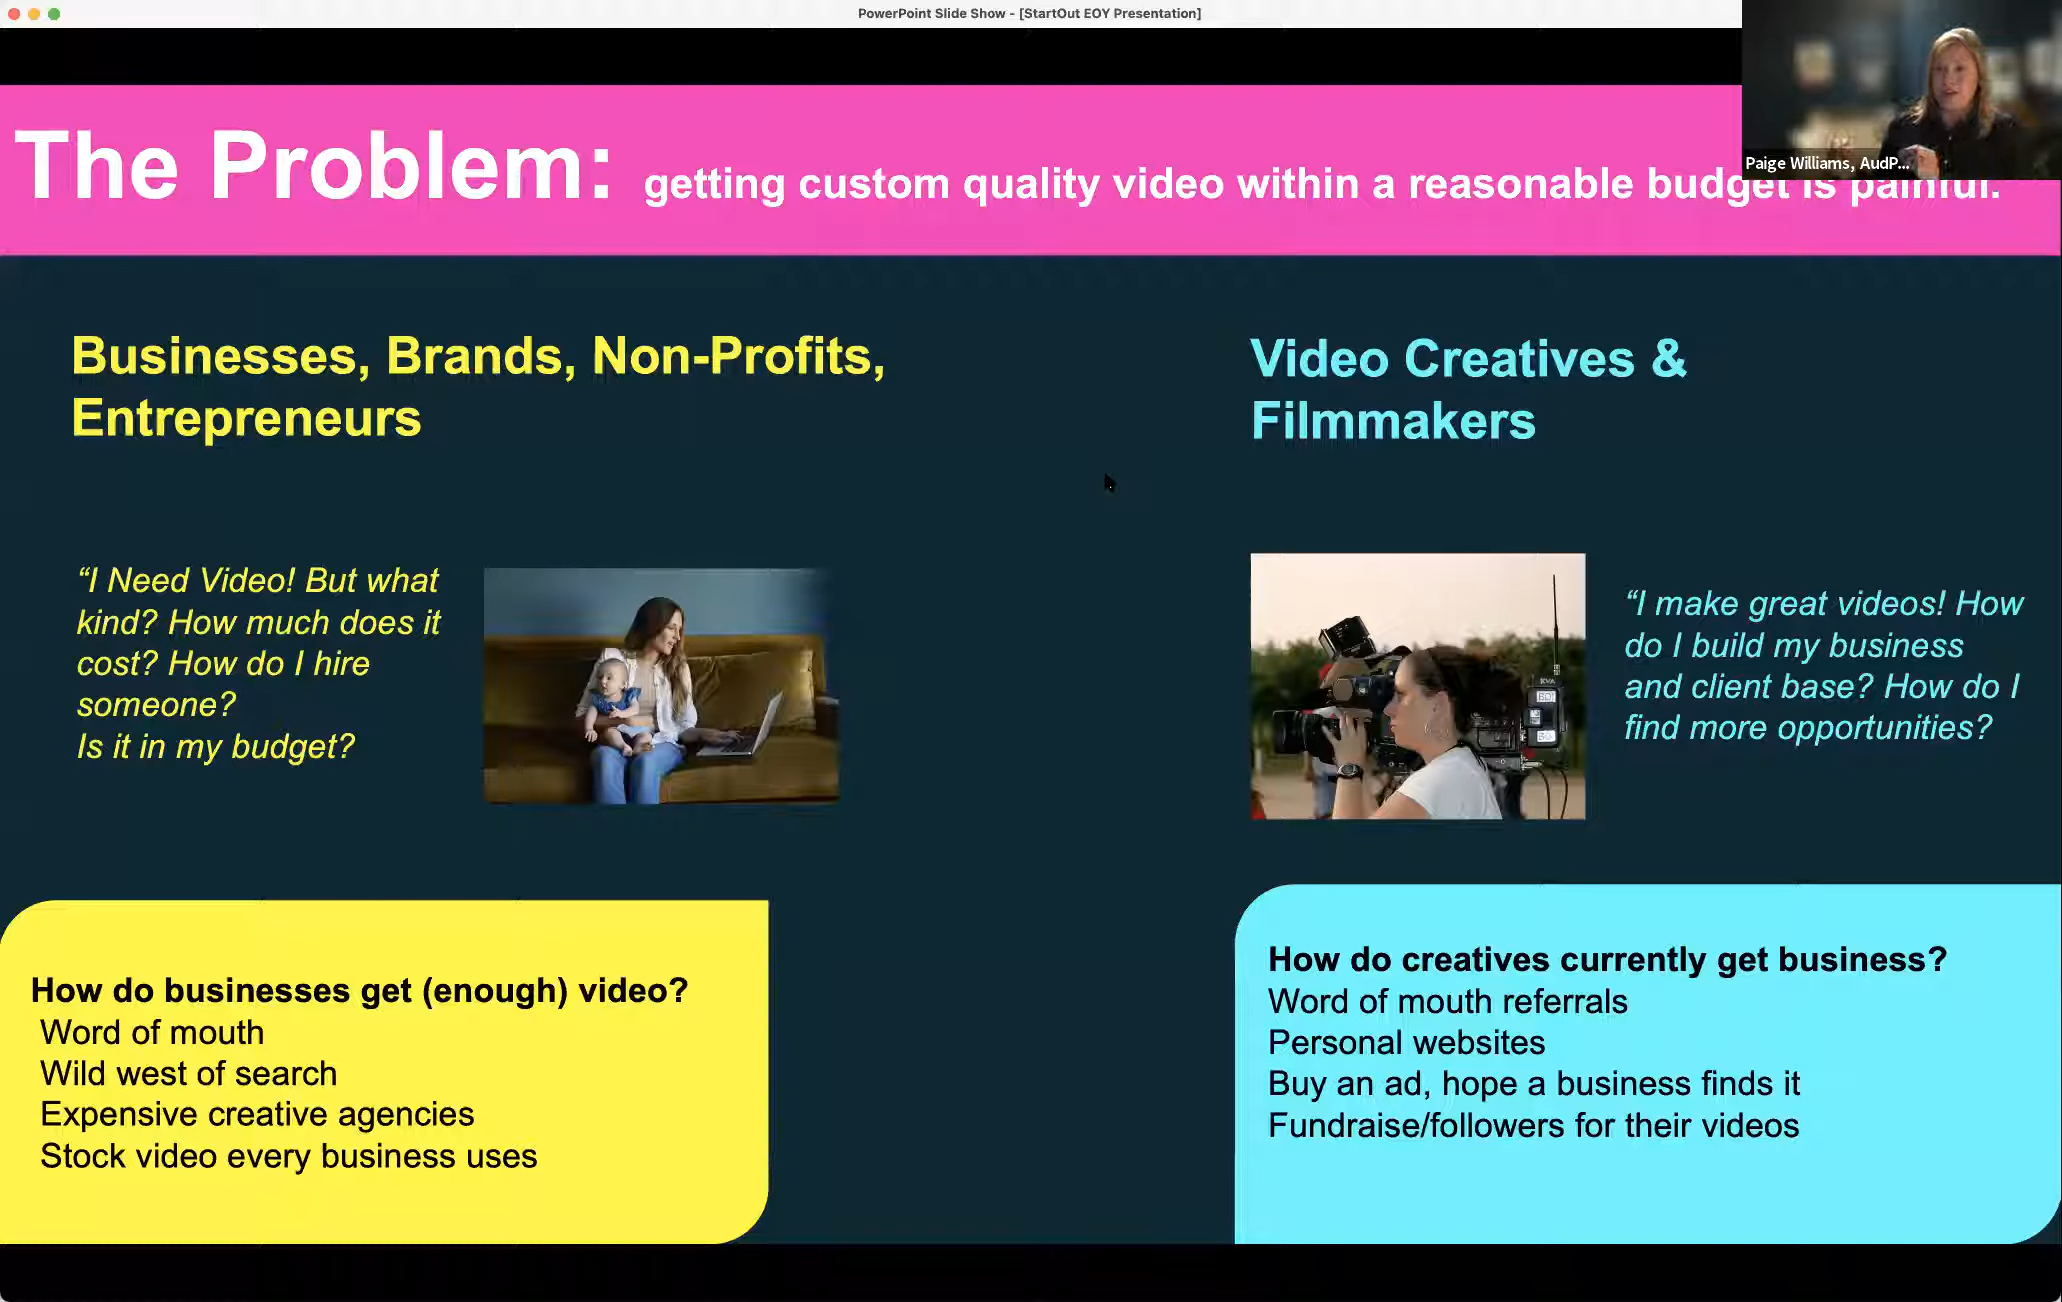 PowerPoint Slide Show - [StartOut EOY Presentation]
Paige Williams, AudP...
The Problem: getting custom quality video within a reasonable budget is painful.
Businesses, Brands, Non-Profits,
Entrepreneurs
“I Need Video! But what
kind? How much does it
cost? How do I hire
someone?
Is it in my budget?
How do businesses get (enough) video?
Word of mouth
Wild west of search
Expensive creative agencies
Stock video every business uses
Video Creatives &
Filmmakers
“I make great videos! How
do I build my business
and client base? How do I
find more opportunities?
How do creatives currently get business?
Word of mouth referrals
Personal websites
Buy an ad, hope a business finds it
Fundraise/followers for their videos